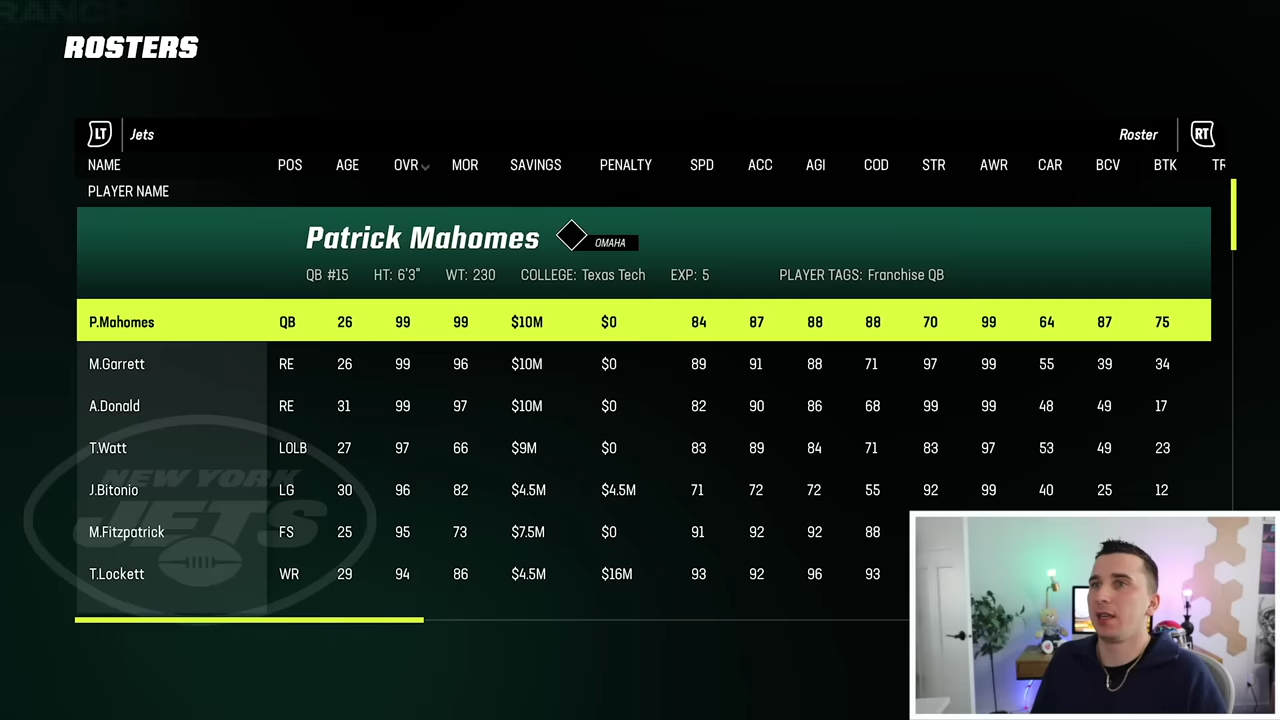 ROSTERS
LT Jets Roster RT
NAME POS AGE OVR MOR SAVINGS PENALTY SPD ACC AGI COD STR AWR CAR BCV BTK TR
PLAYER NAME
Patrick Mahomes OMAHA
QB #15 HT: 6'3" WT: 230 COLLEGE: Texas Tech EXP: 5 PLAYER TAGS: Franchise QB
P.Mahomes QB 26 99 99 $10M $0 84 87 88 88 70 99 64 87 75
M.Garrett RE 26 99 96 $10M $0 89 91 88 71 97 99 55 39 34
A.Donald RE 31 99 97 $10M $0 82 90 86 68 99 99 48 49 17
T.Watt LOLB 27 97 66 $9M $0 83 89 84 71 83 97 53 49 23
J.Bitonio LG 30 96 82 $4.5M $4.5M 71 72 72 55 92 99 40 25 12
M.Fitzpatrick FS 25 95 73 $7.5M $0 91 92 92 88
T.Lockett WR 29 94 86 $4.5M $16M 93 92 96 93
NEW YORK
JETS